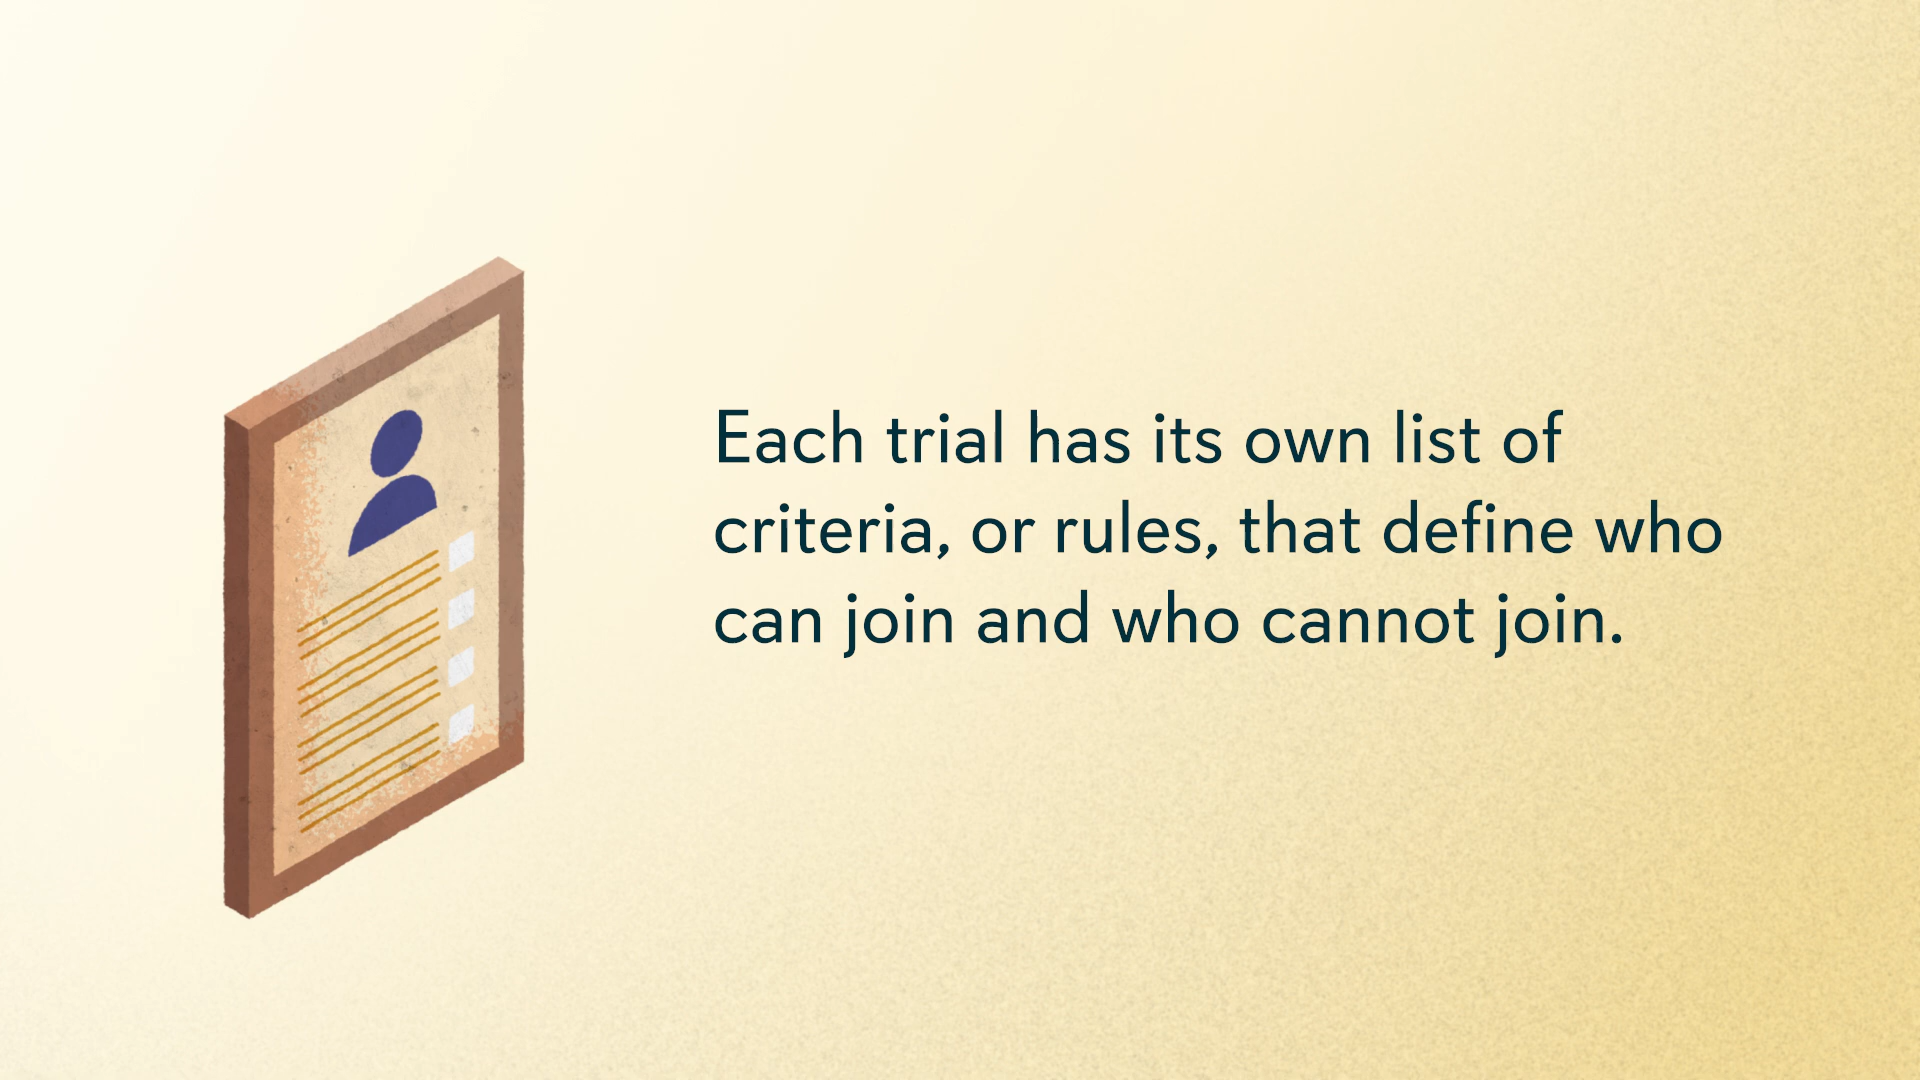 Each trial has its own list of
criteria, or rules, that define who
can join and who cannot join.